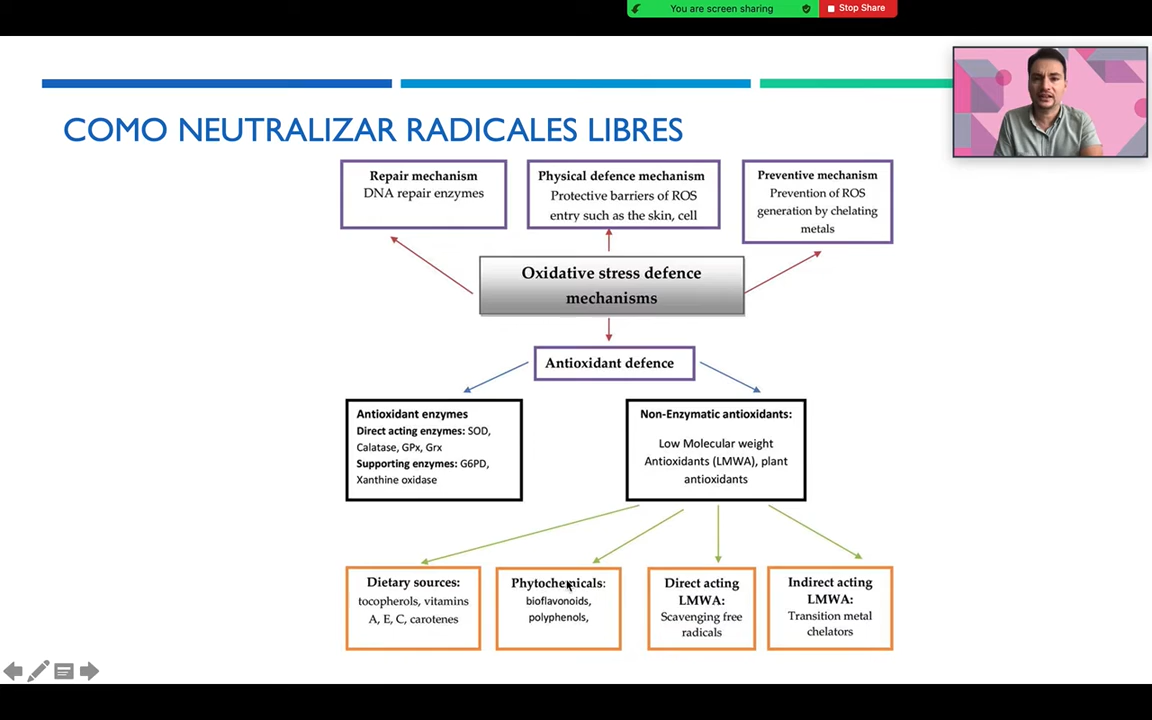 You are screen sharing
Stop Share
COMO NEUTRALIZAR RADICALES LIBRES
Repair mechanism
DNA repair enzymes
Physical defence mechanism
Protective barriers of ROS
entry such as the skin, cell
Preventive mechanism
Prevention of ROS
generation by chelating
metals
Oxidative stress defence
mechanisms
Antioxidant defence
Antioxidant enzymes
Direct acting enzymes: SOD,
Calatase, GPx, Grx
Supporting enzymes: G6PD,
Xanthine oxidase
Non-Enzymatic antioxidants:
Low Molecular weight
Antioxidants (LMWA), plant
antioxidants
Dietary sources:
tocopherols, vitamins
A, E, C, carotenes
Phytochemicals:
bioflavonoids,
polyphenols,
Direct acting
LMWA:
Scavenging free
radicals
Indirect acting
LMWA:
Transition metal
chelators